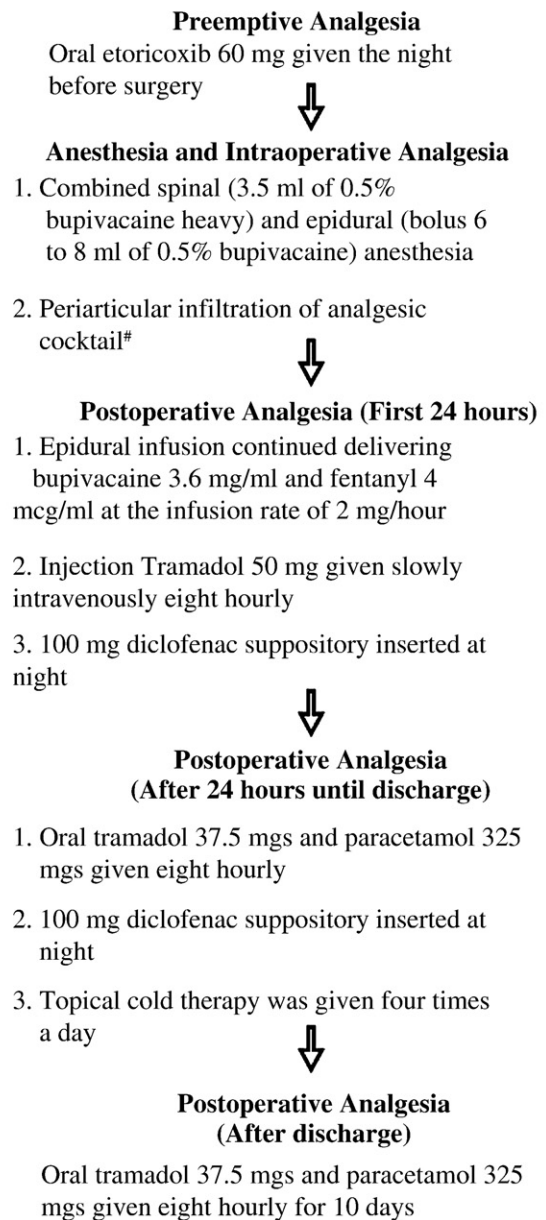 Preemptive Analgesia
Oral etoricoxib 60 mg given the night
before surgery
Anesthesia and Intraoperative Analgesia
1. Combined spinal (3.5 ml of 0.5%
bupivacaine heavy) and epidural (bolus 6
to 8 ml of 0.5% bupivacaine) anesthesia
2. Periarticular infiltration of analgesic
cocktail#
Postoperative Analgesia (First 24 hours)
1. Epidural infusion continued delivering
bupivacaine 3.6 mg/ml and fentanyl 4
mcg/ml at the infusion rate of 2 mg/hour
2. Injection Tramadol 50 mg given slowly
intravenously eight hourly
3. 100 mg diclofenac suppository inserted at
night
Postoperative Analgesia
(After 24 hours until discharge)
1. Oral tramadol 37.5 mgs and paracetamol 325
mgs given eight hourly
2. 100 mg diclofenac suppository inserted at
night
3. Topical cold therapy was given four times
a day
Postoperative Analgesia
(After discharge)
Oral tramadol 37.5 mgs and paracetamol 325
mgs given eight hourly for 10 days